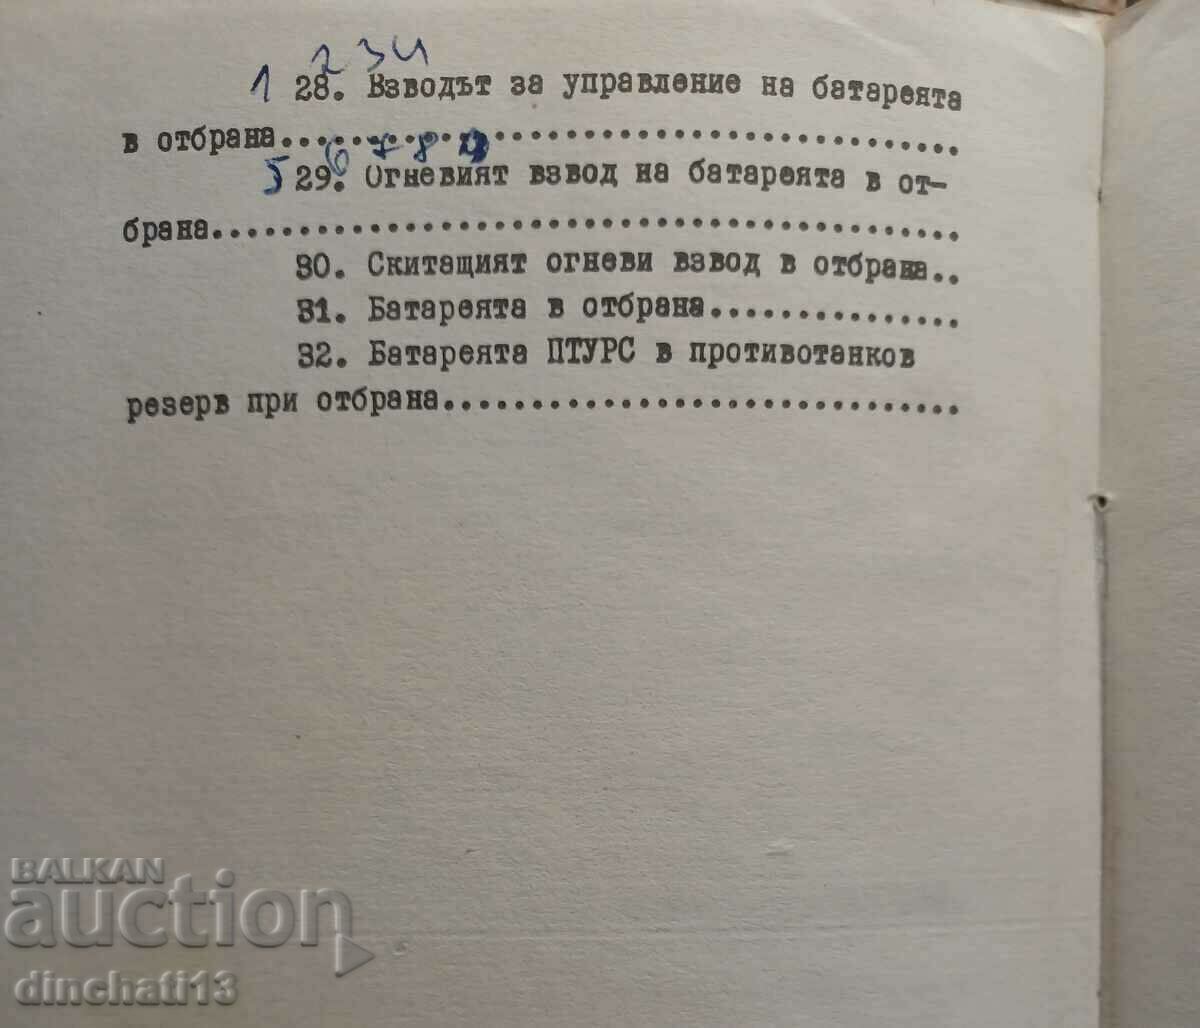 2 3 4
1 28. Взводът за управление на батареята
в отбрана................................................
6 7 8 9
5 29. Огневият взвод на батареята в от-
брана....................................................
30. Скитащият огневи взвод в отбрана..
31. Батареята в отбрана.................
32. Батареята ПТУРС в противотанков
резерв при отбрана...................................
BALKAN
auction
dinchati13